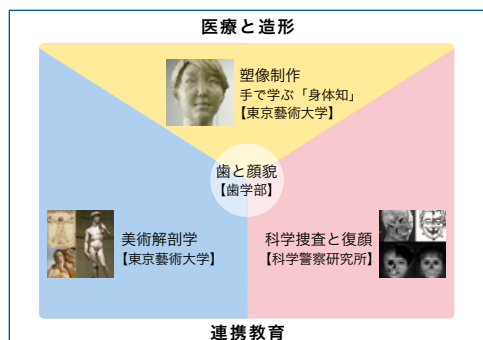 医療と造形
塑像制作
手で学ぶ「身体知」
【東京藝術大学】
歯と顔貌
【歯学部】
美術解剖学
【東京藝術大学】
科学捜査と復顔
【科学警察研究所】
連携教育